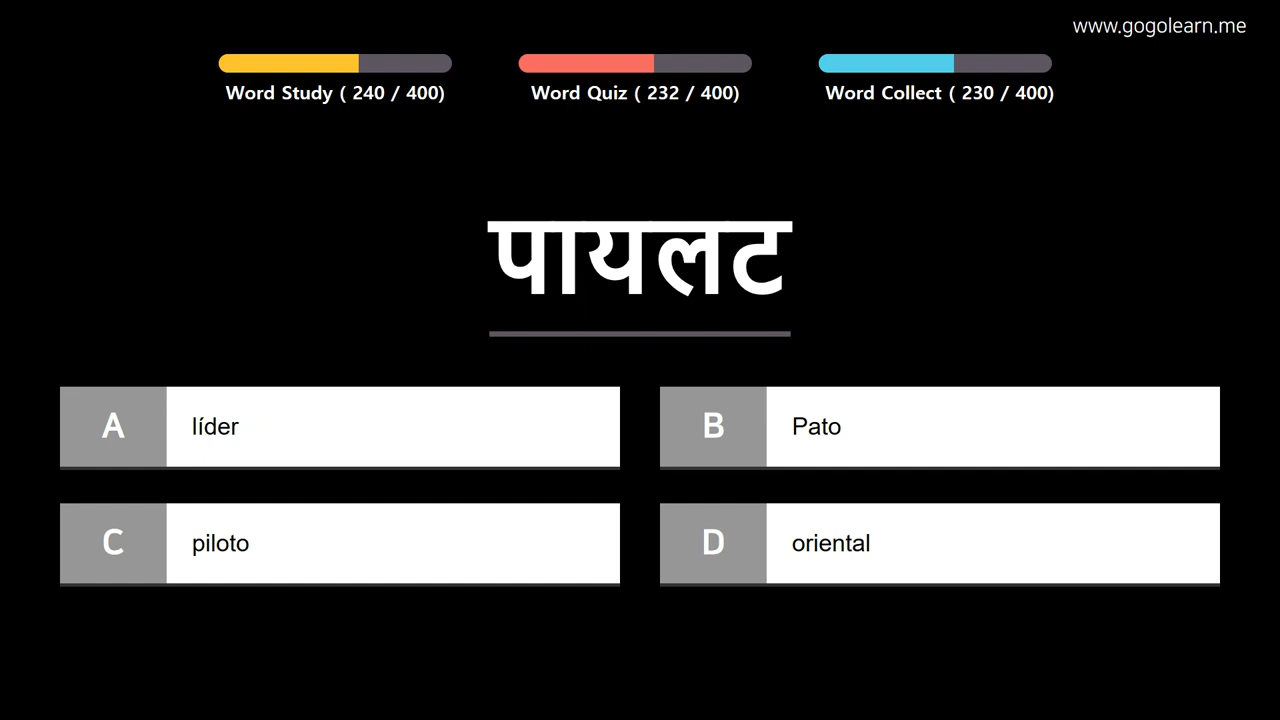 www.gogolearn.me
Word Study ( 240 / 400)
Word Quiz ( 232 / 400)
Word Collect ( 230 / 400)
पायलट
A líder
B Pato
C piloto
D oriental